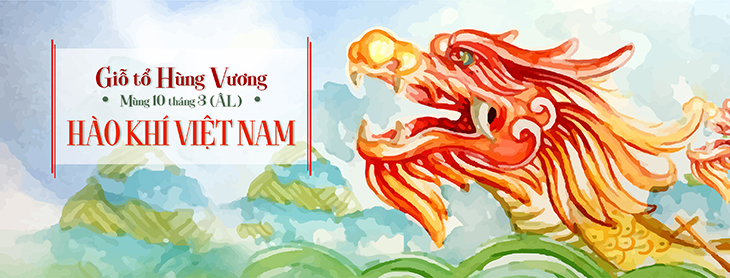 Giỗ tổ Hùng Vương
• Mùng 10 tháng 3 (ÂL) •
HÀO KHÍ VIỆT NAM